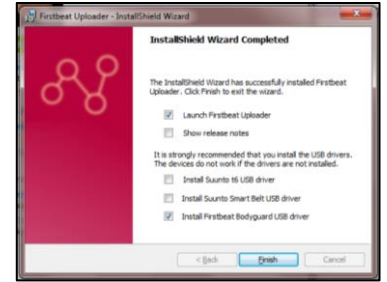 Firstbeat Uploader - InstallShield Wizard
InstallShield Wizard Completed
The InstallShield Wizard has successfully installed Firstbeat
Uploader. Click Finish to exit the wizard.
Launch Firstbeat Uploader
Show release notes
It is strongly recommended that you install the USB drivers.
The devices do not work if the drivers are not installed.
Install Suunto t6 USB driver
Install Suunto Smart Belt USB driver
Install Firstbeat Bodyguard USB driver
< Back
Finish
Cancel